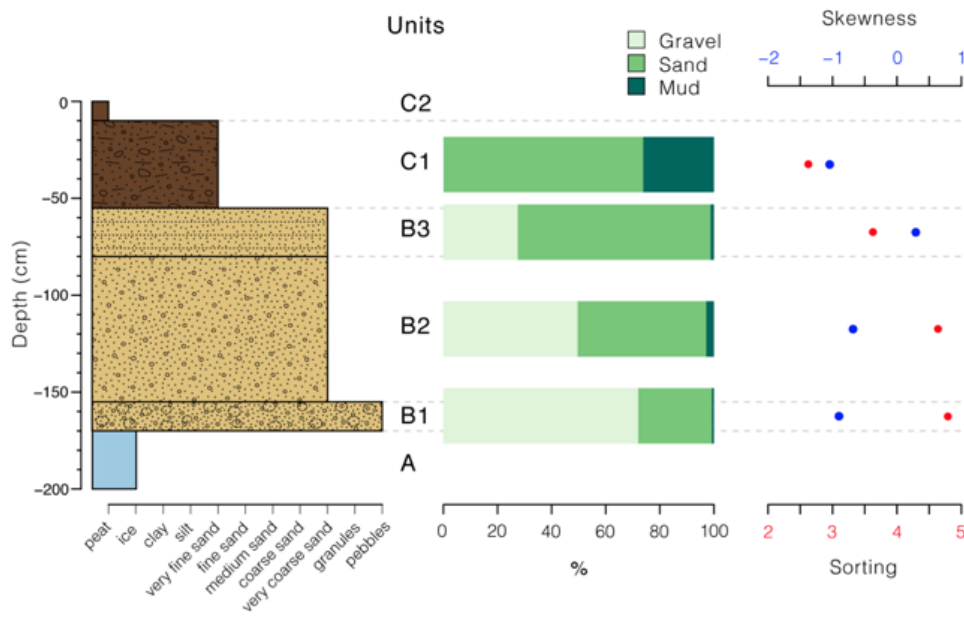 Units
Gravel
Sand
Mud
Skewness
−2 −1 0 1
Depth (cm)
0
−50
−100
−150
−200
C2
C1
B3
B2
B1
A
peat
ice
clay
silt
very fine sand
fine sand
medium sand
coarse sand
very coarse sand
granules
pebbles
0 20 40 60 80 100
%
2 3 4 5
Sorting